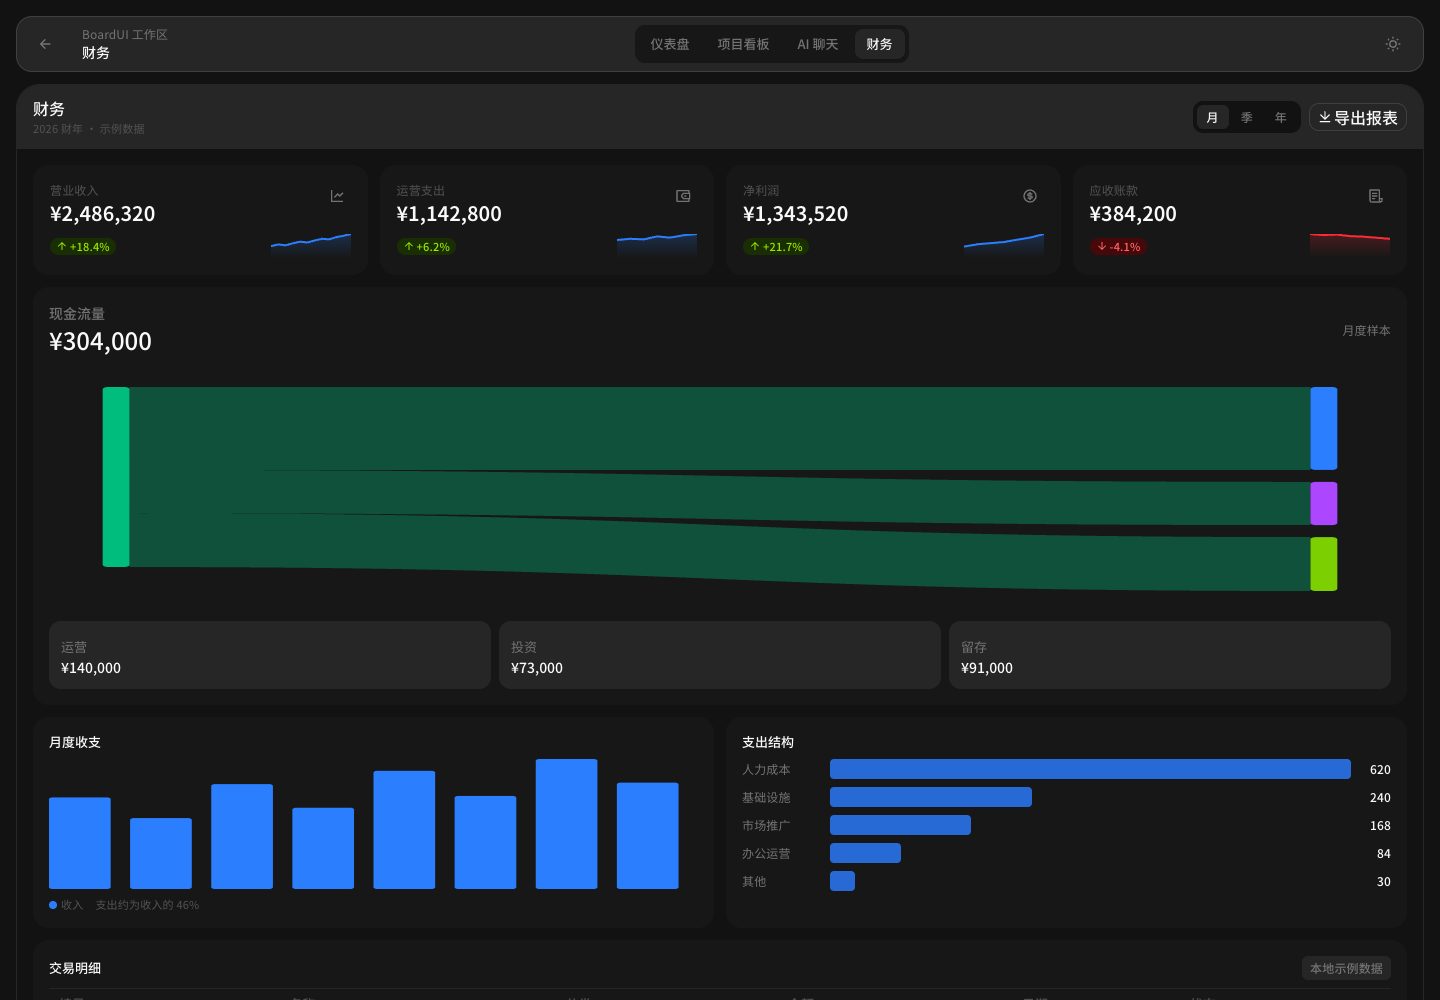 BoardUI 工作区
财务
仪表盘 项目看板 AI 聊天 财务
财务
2026 财年 · 示例数据
月 季 年 导出报表
营业收入
¥2,486,320
+18.4%
运营支出
¥1,142,800
+6.2%
净利润
¥1,343,520
+21.7%
应收账款
¥384,200
-4.1%
现金流量
¥304,000
月度样本
运营
¥140,000
投资
¥73,000
留存
¥91,000
月度收支
收入 支出约为收入的 46%
支出结构
人力成本 620
基础设施 240
市场推广 168
办公运营 84
其他 30
交易明细
本地示例数据